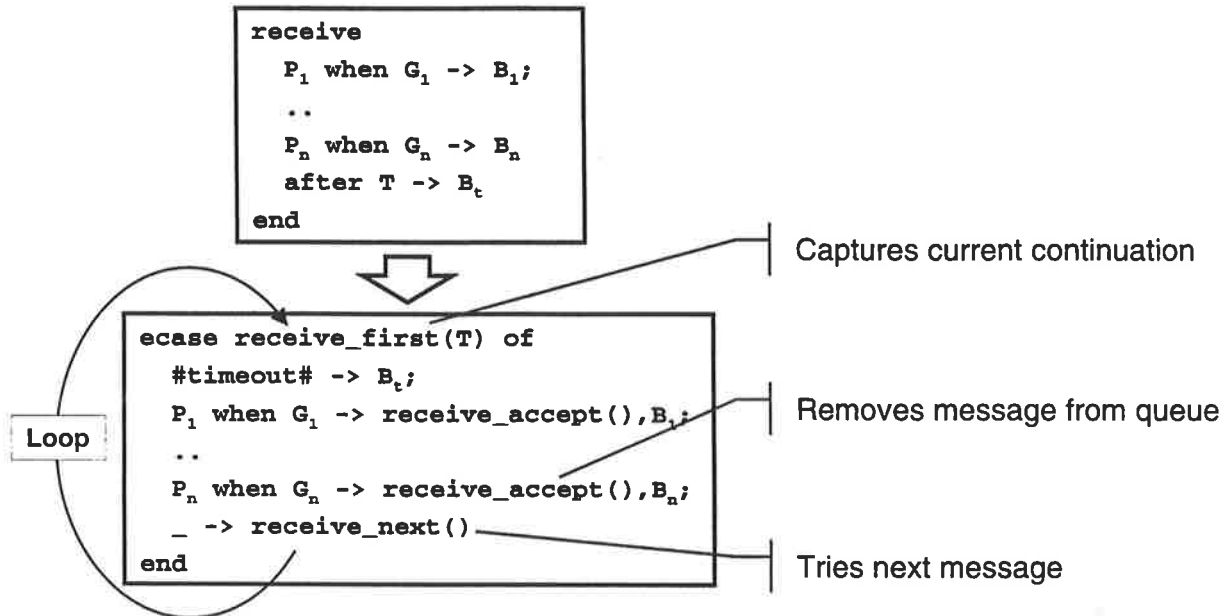 receive
P₁ when G₁ -> B₁;
..
Pₙ when Gₙ -> Bₙ
after T -> Bₜ
end
Captures current continuation
ecase receive_first(T) of
#timeout# -> Bₜ;
P₁ when G₁ -> receive_accept(),B₁;
Removes message from queue
Loop
..
Pₙ when Gₙ -> receive_accept(),Bₙ;
_ -> receive_next()
Tries next message
end